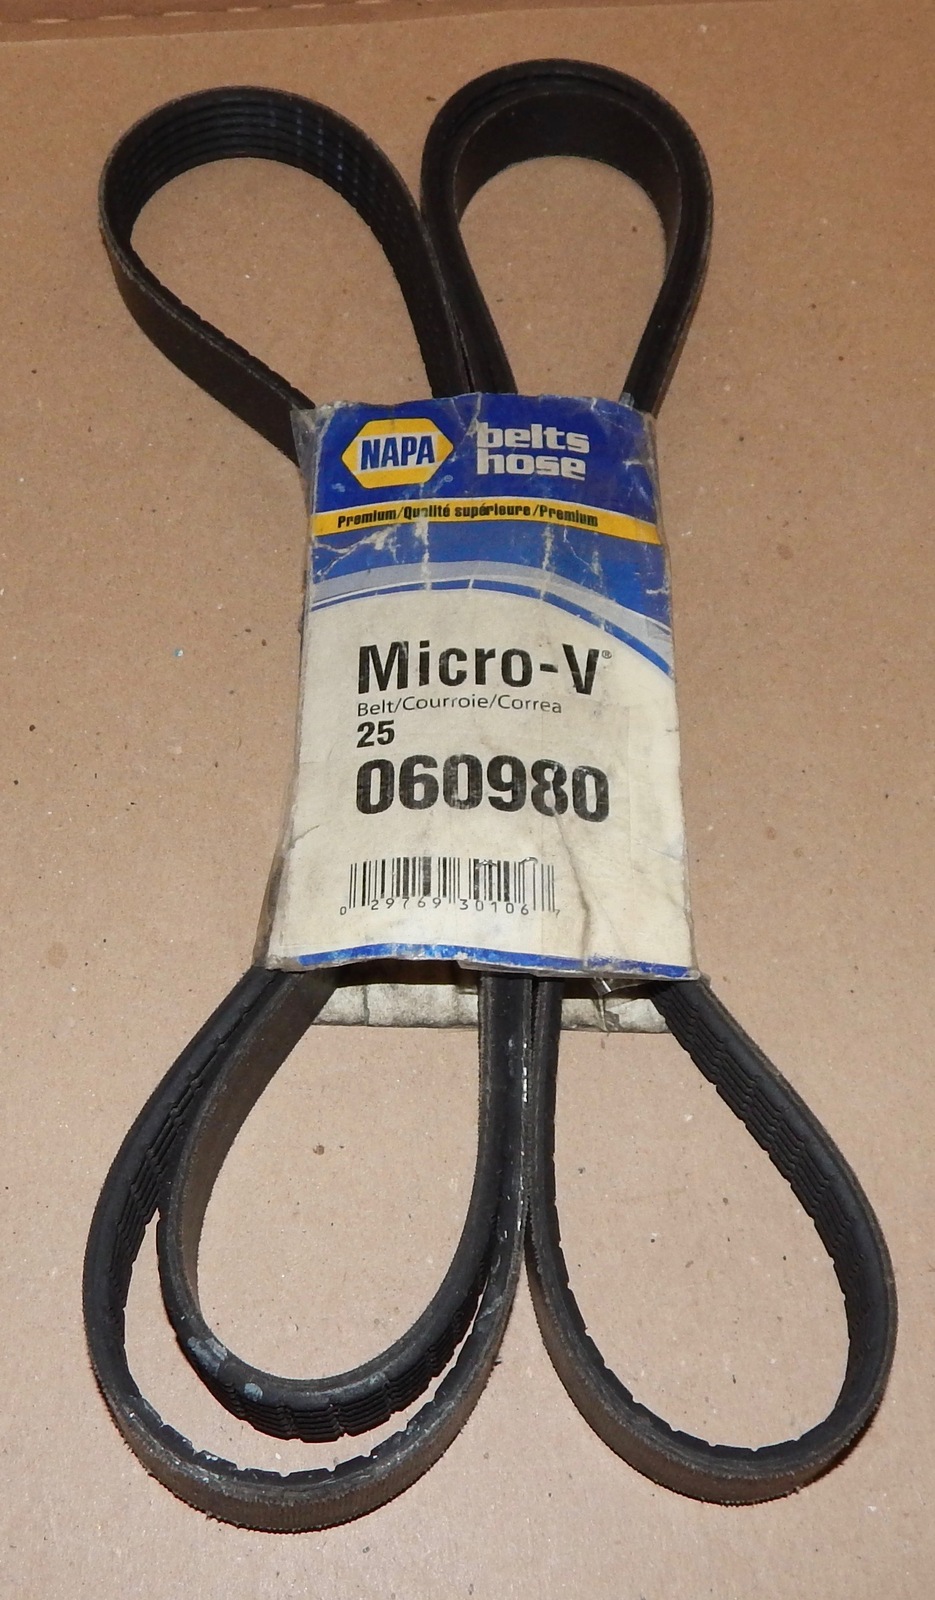 NAPA
belts
hose
Premium/Qualité supérieure/Premium
Micro-V®
Belt/Courroie/Correa
25
060980
0 29769 30106 7